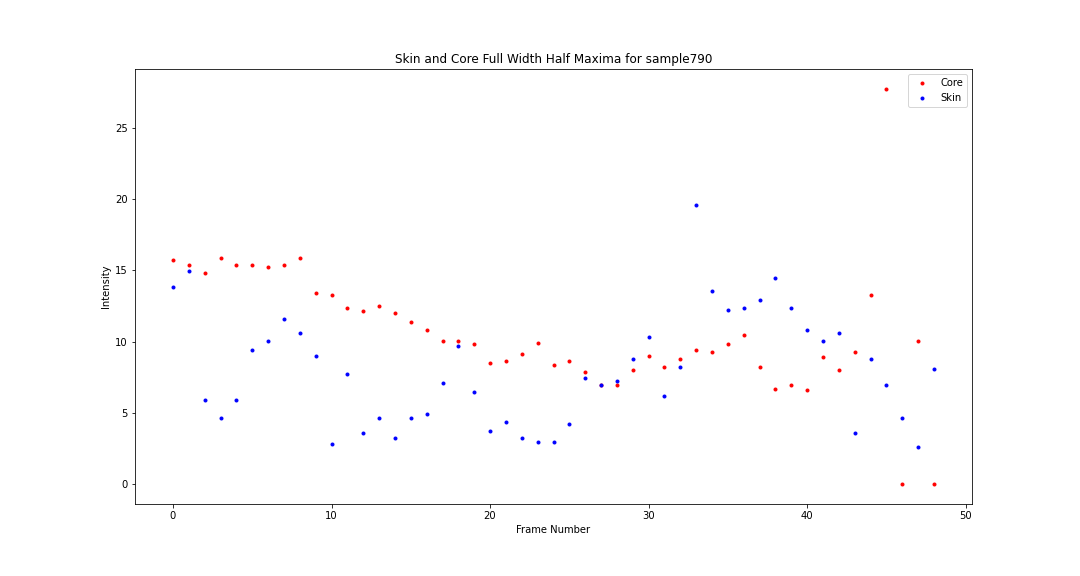 Skin and Core Full Width Half Maxima for sample790
Core
Skin
Intensity
25
20
15
10
5
0
0 10 20 30 40 50
Frame Number